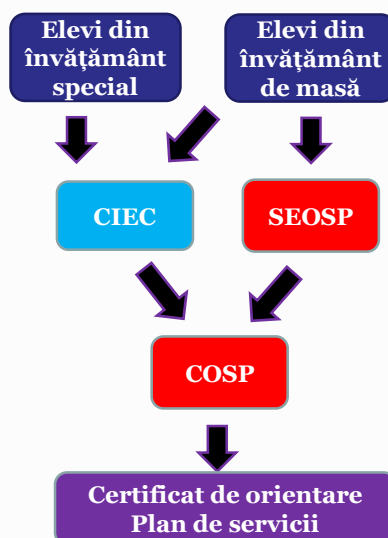 Elevi din
învățământ
special
Elevi din
învățământ
de masă
CIEC
SEOSP
COSP
Certificat de orientare
Plan de servicii